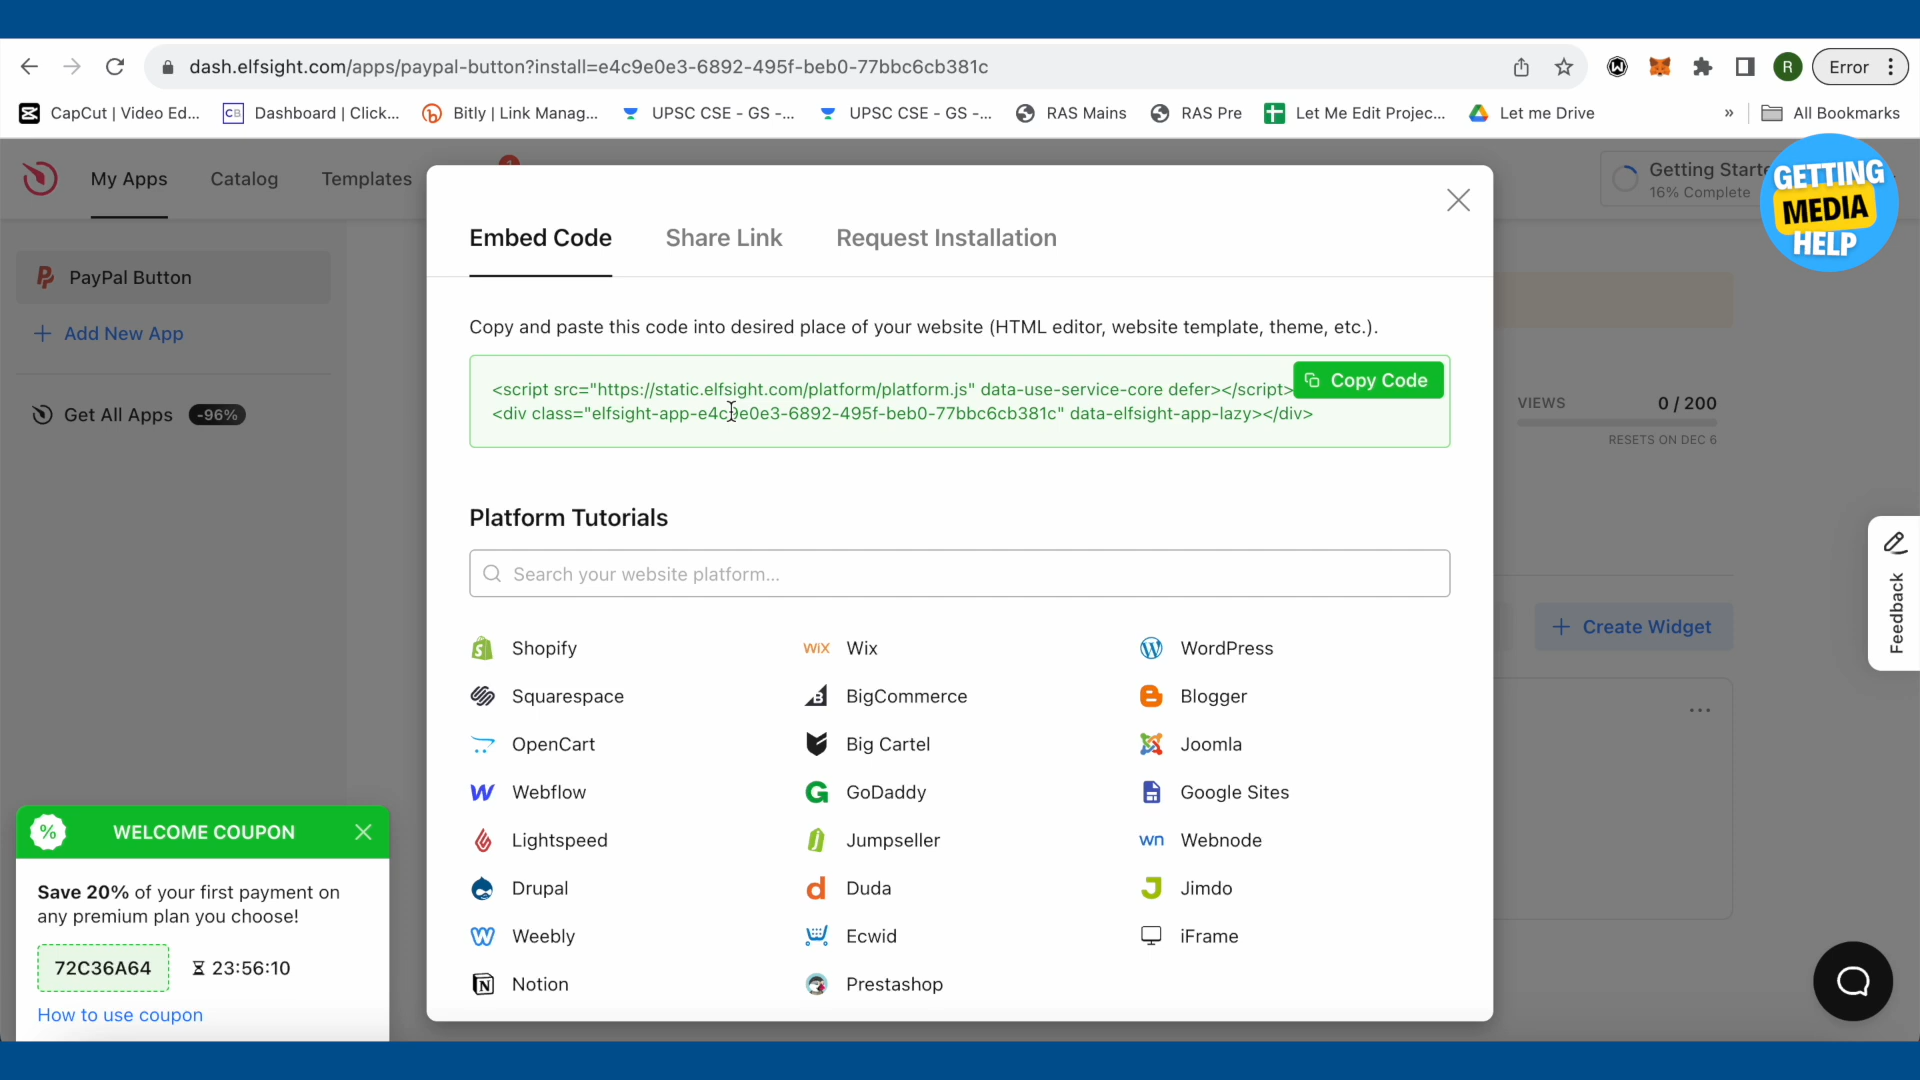 dash.elfsight.com/apps/paypal-button?install=e4c9e0e3-6892-495f-beb0-77bbc6cb381c
R
Error
CapCut | Video Ed...
CB
Dashboard | Click...
Bitly | Link Manag...
UPSC CSE - GS -...
UPSC CSE - GS -...
RAS Mains
RAS Pre
Let Me Edit Projec...
Let me Drive
»
All Bookmarks
My Apps
Catalog
Templates
1
Getting Starte
16% Complete
GETTING
MEDIA
HELP
PayPal Button
+ Add New App
Get All Apps
-96%
Embed Code
Share Link
Request Installation
Copy and paste this code into desired place of your website (HTML editor, website template, theme, etc.).
<script src="https://static.elfsight.com/platform/platform.js" data-use-service-core defer></script>
<div class="elfsight-app-e4c9e0e3-6892-495f-beb0-77bbc6cb381c" data-elfsight-app-lazy></div>
Copy Code
VIEWS
0 / 200
RESETS ON DEC 6
Platform Tutorials
Search your website platform...
Shopify
WiX
Wix
WordPress
Squarespace
BigCommerce
Blogger
OpenCart
Big Cartel
Joomla
Webflow
GoDaddy
Google Sites
Lightspeed
Jumpseller
wn
Webnode
Drupal
Duda
Jimdo
Weebly
Ecwid
iFrame
Notion
Prestashop
+ Create Widget
Feedback
%
WELCOME COUPON
Save 20% of your first payment on
any premium plan you choose!
72C36A64
23:56:10
How to use coupon